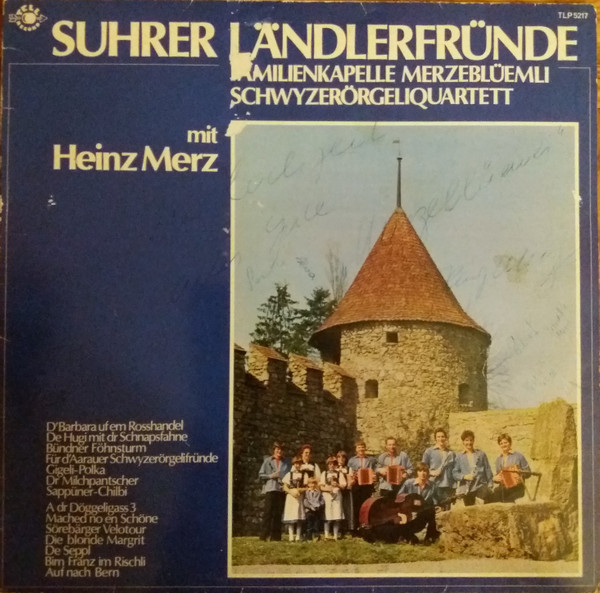 TELL
RECORD
TLP 5217
SUHRER LÄNDLERFRÜNDE
FAMILIENKAPELLE MERZEBLÜEMLI
SCHWYZERÖRGELIQUARTETT
mit
Heinz Merz
D'Barbara uf em Rosshandel
De Hugi mit dr Schnapsfahne
Bündner Föhnsturm
Für d'Aarauer Schwyzerörgelifründe
Gigeli-Polka
Dr Milchpantscher
Sappüner-Chilbi
A dr Döggeligass 3
Mached no en Schöne
Sörebärger Velotour
Die blonde Margrit
De Seppl
Bim Franz im Rischli
Auf nach Bern